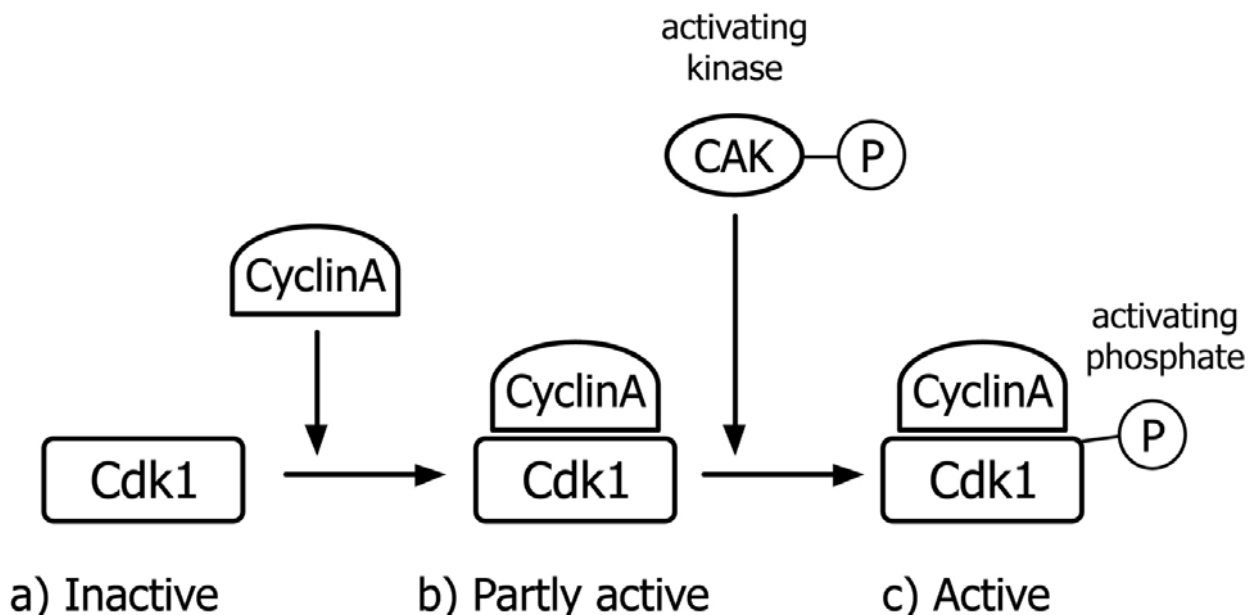 activating
kinase
CAK
P
CyclinA
activating
phosphate
CyclinA
CyclinA
P
Cdk1
Cdk1
Cdk1
a) Inactive
b) Partly active
c) Active